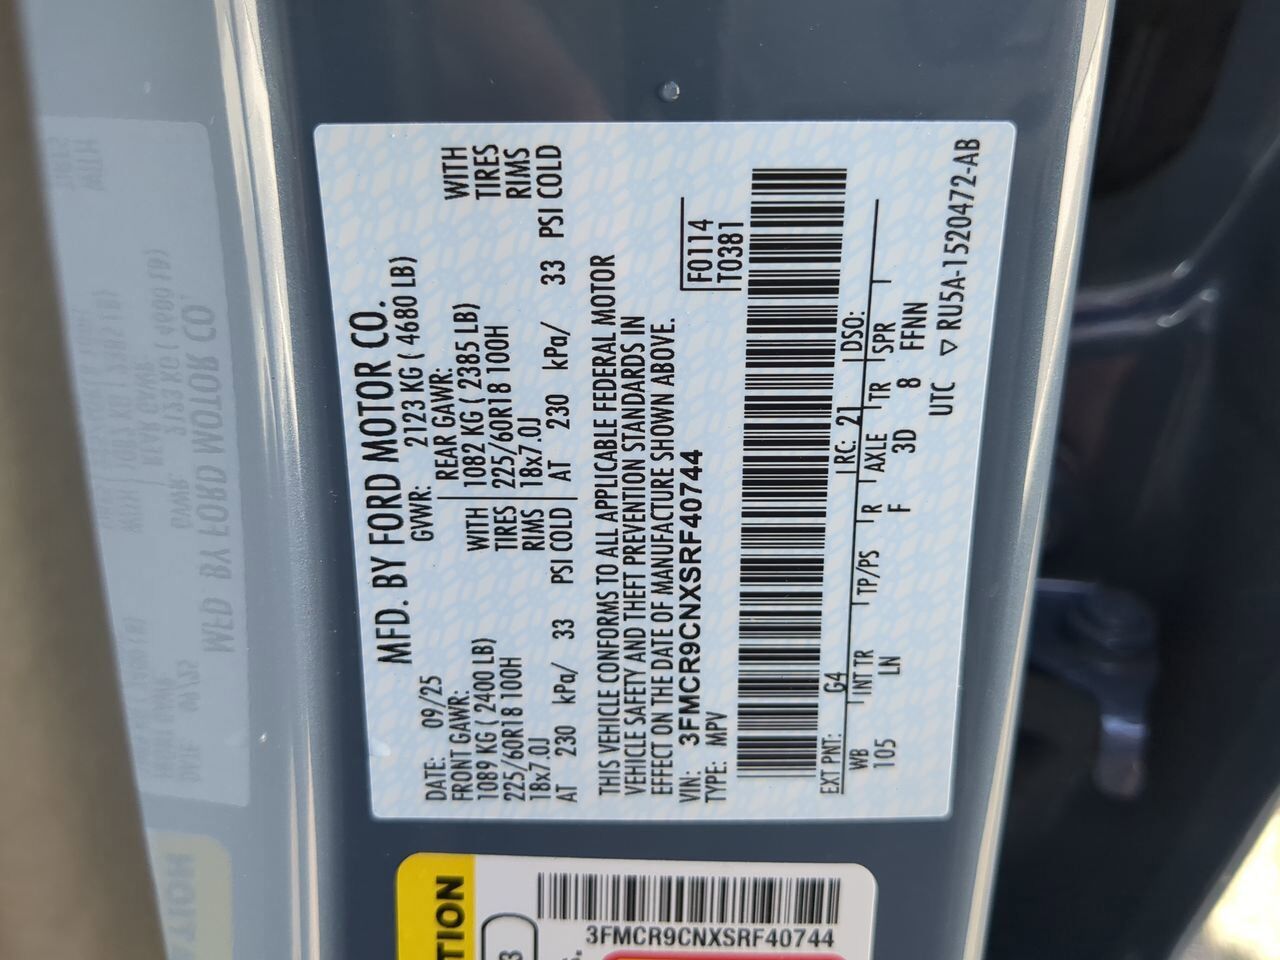 MFD. BY FORD MOTOR CO.
DATE: 09/25 GVWR: 2123 KG ( 4680 LB)
FRONT GAWR: REAR GAWR:
1089 KG ( 2400 LB) WITH 1082 KG ( 2385 LB) WITH
225/60R18 100H TIRES 225/60R18 100H TIRES
18x7.0J RIMS 18x7.0J RIMS
AT 230 kPa/ 33 PSI COLD AT 230 kPa/ 33 PSI COLD
THIS VEHICLE CONFORMS TO ALL APPLICABLE FEDERAL MOTOR
VEHICLE SAFETY AND THEFT PREVENTION STANDARDS IN
EFFECT ON THE DATE OF MANUFACTURE SHOWN ABOVE.
VIN: 3FMCR9CNXSRF40744 F0114
TYPE: MPV T0381
EXT PNT: G4 RC: 21 DSO:
WB INT TR TP/PS R AXLE TR SPR
105 LN F 3D 8 FFNN
UTC ▽ RU5A-1520472-AB
3FMCR9CNXSRF40744